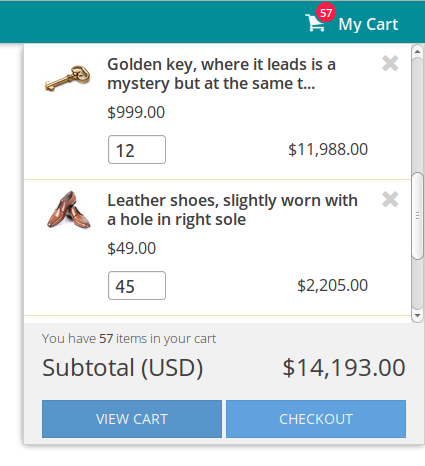 57
My Cart
Golden key, where it leads is a
mystery but at the same t...
$999.00
12
$11,988.00
Leather shoes, slightly worn with
a hole in right sole
$49.00
45
$2,205.00
You have 57 items in your cart
Subtotal (USD)
$14,193.00
VIEW CART
CHECKOUT